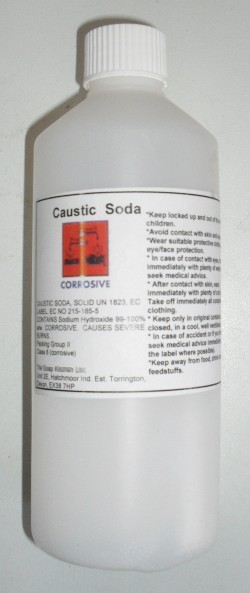 Caustic Soda
CORROSIVE
CAUSTIC SODA, SOLID UN 1823, EC
LABEL. EC NO 215-185-5
CONTAINS Sodium Hydroxide 99-100%
CORROSIVE. CAUSES SEVERE
BURNS.
Packing Group II
Class 8 (corrosive)
The Soap Kitchen Ltd,
Unit 2E, Hatchmoor Ind. Est. Torrington,
Devon, EX38 7HP
*Keep locked up and out of
children.
*Avoid contact with skin and
*Wear suitable protective
eye/face protection.
* In case of contact with eyes,
immediately with plenty of
seek medical advice.
* After contact with skin, wash
immediately with plenty of
Take off immediately all
clothing.
* Keep only in original
closed, in a cool, well
* In case of accident or if
seek medical advice
the label where possible).
*Keep away from food,
feedstuffs.